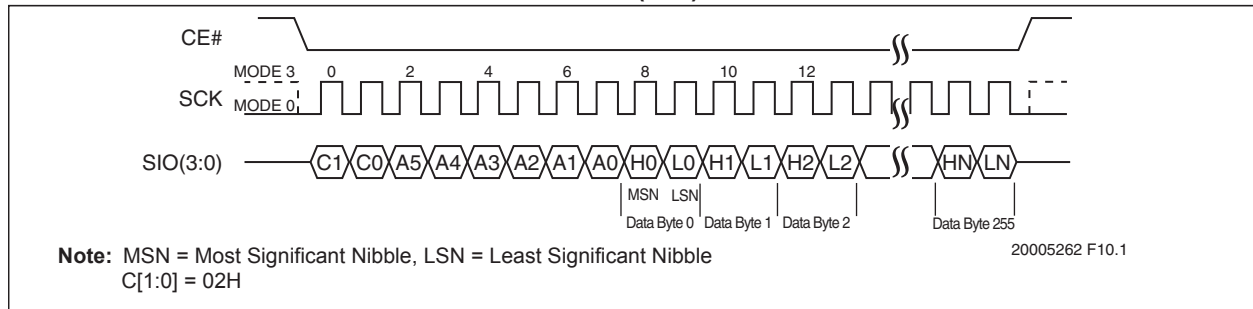 CE#
MODE 3 0 2 4 6 8 10 12
SCK
MODE 0
SIO(3:0) C1 C0 A5 A4 A3 A2 A1 A0 H0 L0 H1 L1 H2 L2 HN LN
MSN LSN
Data Byte 0 Data Byte 1 Data Byte 2 Data Byte 255
Note: MSN = Most Significant Nibble, LSN = Least Significant Nibble
C[1:0] = 02H
20005262 F10.1